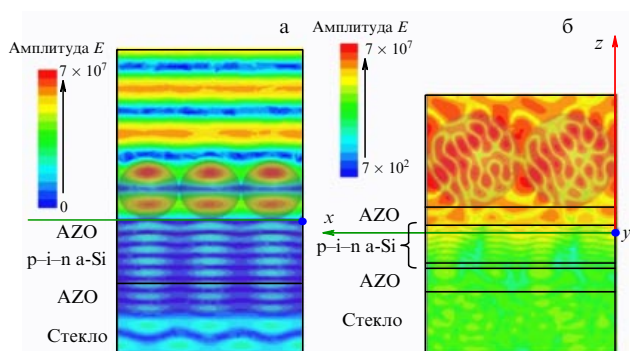 а
Амплитуда E
7 × 10⁷
0
AZO
p–i–n a-Si
AZO
Стекло
x
б
Амплитуда E
7 × 10⁷
7 × 10²
z
AZO
y
p–i–n a-Si
AZO
Стекло